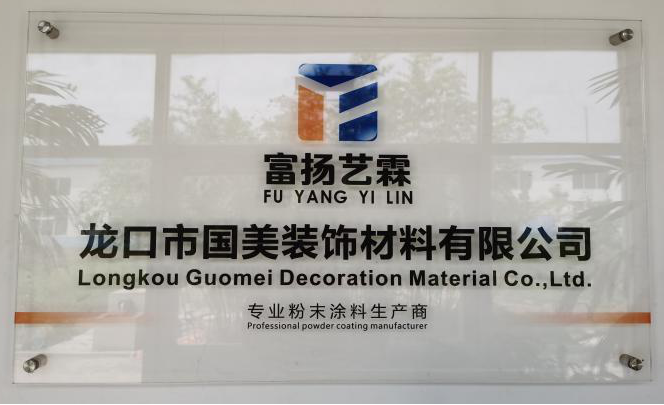 富扬艺霖
FU YANG YI LIN
龙口市国美装饰材料有限公司
Longkou Guomei Decoration Material Co.,Ltd.
专业粉末涂料生产商
Professional powder coating manufacturer